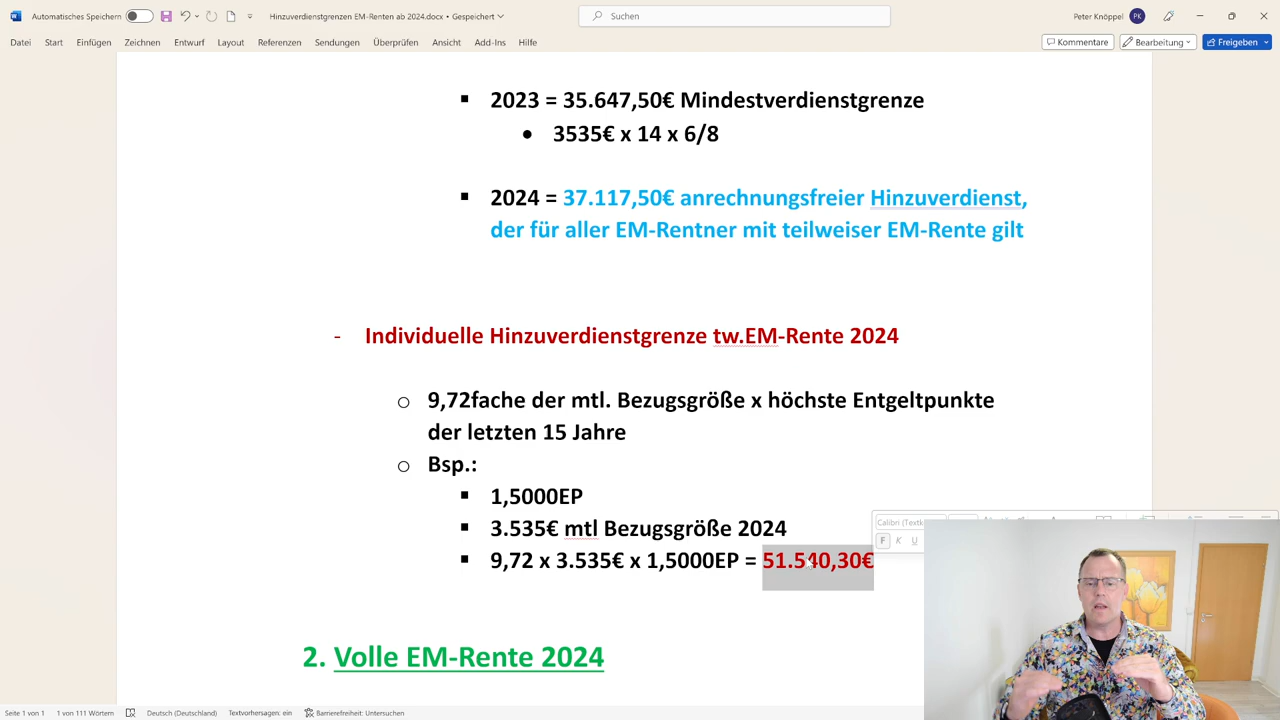 Automatisches Speichern
Hinzuverdienstgrenzen EM-Renten ab 2024.docx • Gespeichert
Suchen
Peter Knöppel
PK
Datei Start Einfügen Zeichnen Entwurf Layout Referenzen Sendungen Überprüfen Ansicht Add-Ins Hilfe
Kommentare
Bearbeitung
Freigeben
▪ 2023 = 35.647,50€ Mindestverdienstgrenze
• 3535€ x 14 x 6/8
▪ 2024 = 37.117,50€ anrechnungsfreier Hinzuverdienst,
der für aller EM-Rentner mit teilweiser EM-Rente gilt
- Individuelle Hinzuverdienstgrenze tw.EM-Rente 2024
o 9,72fache der mtl. Bezugsgröße x höchste Entgeltpunkte
der letzten 15 Jahre
o Bsp.:
▪ 1,5000EP
▪ 3.535€ mtl Bezugsgröße 2024
▪ 9,72 x 3.535€ x 1,5000EP = 51.540,30€
Calibri (Textk
F K U
2. Volle EM-Rente 2024
Seite 1 von 1
1 von 111 Wörtern
Deutsch (Deutschland)
Textvorhersagen: ein
Barrierefreiheit: Untersuchen